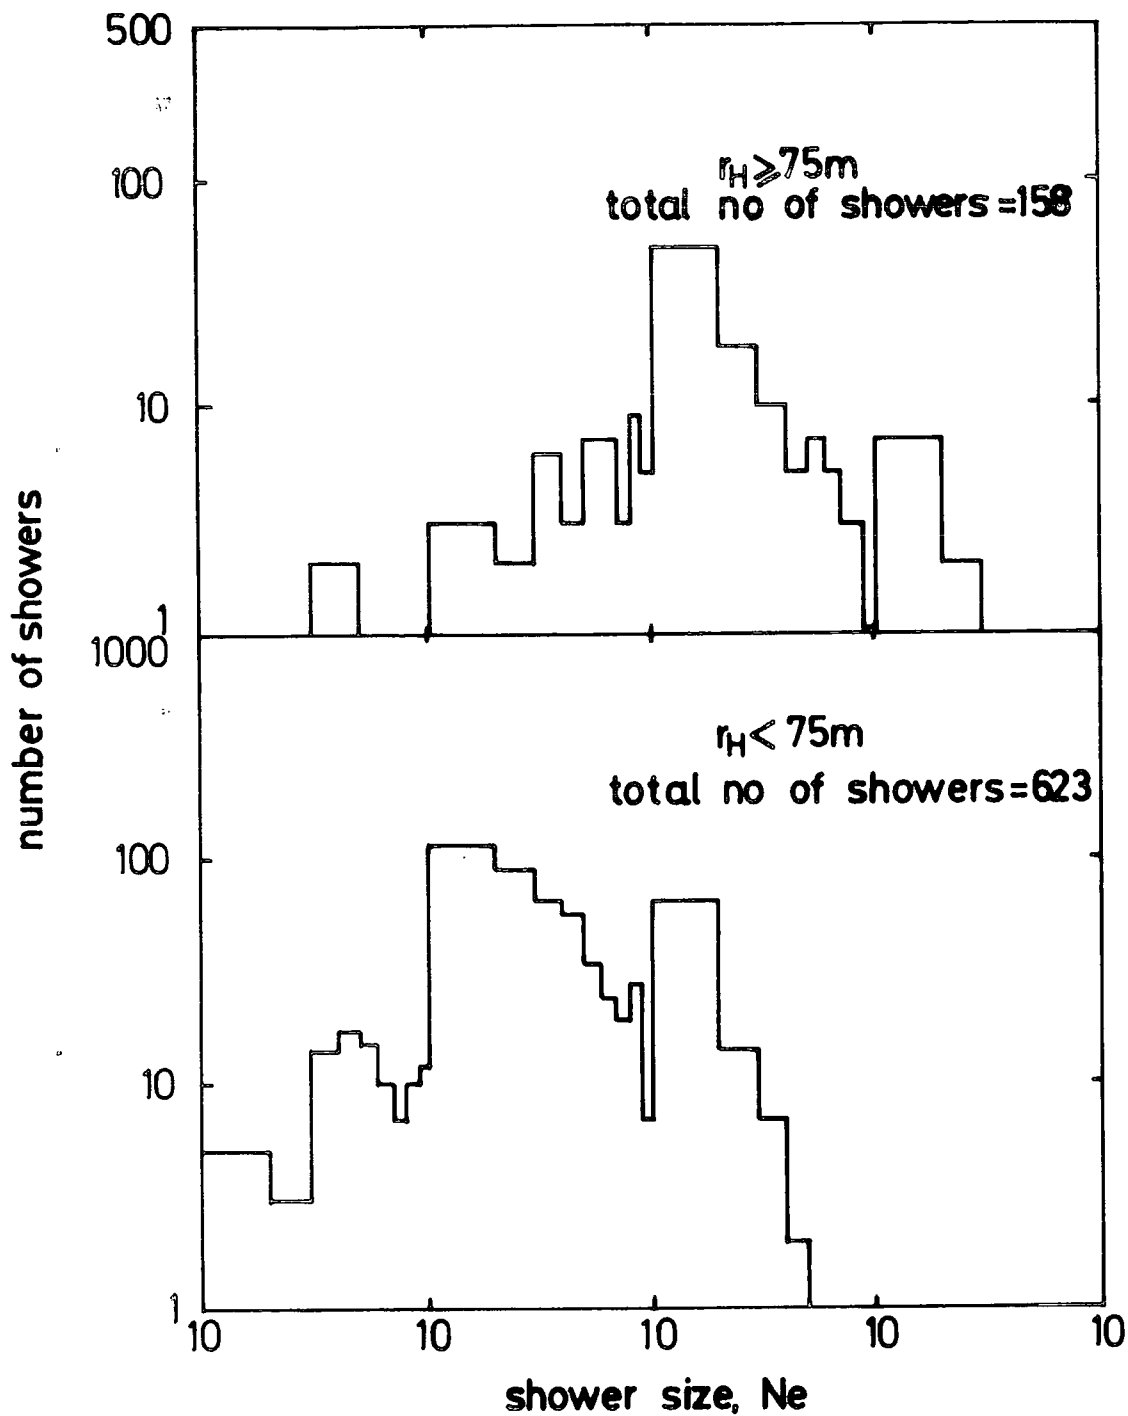 500
100
10
1
r_H ≥ 75m
total no of showers = 158
number of showers
1000
100
10
1
r_H < 75m
total no of showers = 623
10 10 10 10 10
shower size, Ne